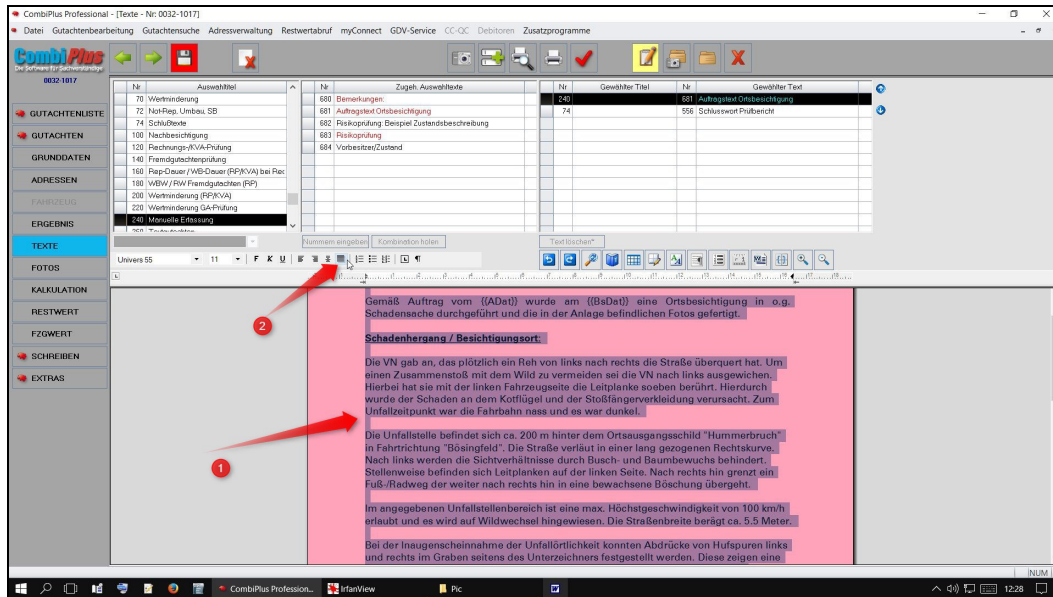 CombiPlus Professional - [Texte - Nr: 0032-1017]
Datei Gutachtenbearbeitung Gutachtensuche Adressverwaltung Restwertabruf myConnect GDV-Service CC-QC Debitoren Zusatzprogramme
CombiPlus
Die Software für Sachverständige
0032-1017
GUTACHTENLISTE
GUTACHTEN
GRUNDDATEN
ADRESSEN
FAHRZEUG
ERGEBNIS
TEXTE
FOTOS
KALKULATION
RESTWERT
FZGWERT
SCHREIBEN
EXTRAS
Nr Auswahltitel
70 Wertminderung
72 Not-Rep, Umbau, SB
74 Schlußtexte
100 Nachbesichtigung
120 Rechnungs-/KVA-Prüfung
140 Fremdgutachtenprüfung
160 Rep-Dauer / WB-Dauer (RP/KVA) bei Rec
180 WBW / RW Fremdgutachten (RP)
200 Wertminderung (RP/KVA)
220 Wertminderung GA-Prüfung
240 Manuelle Erfassung
Nr Zugeh. Auswahltexte
680 Bemerkungen:
681 Auftragstext Ortsbesichtigung
682 Risikoprüfung: Beispiel Zustandsbeschreibung
683 Risikoprüfung
684 Vorbesitzer/Zustand
Nr Gewählter Titel Nr Gewählter Text
240 681 Auftragstext Ortsbesichtigung
74 556 Schlusswort Prüfbericht
Nummern eingeben Kombination holen Text löschen*
Univers 55 11 F K U
2
Gemäß Auftrag vom {{ADat}} wurde am {{BsDat}} eine Ortsbesichtigung in o.g.
Schadensache durchgeführt und die in der Anlage befindlichen Fotos gefertigt.
Schadenhergang / Besichtigungsort:
Die VN gab an, das plötzlich ein Reh von links nach rechts die Straße überquert hat. Um
einen Zusammenstoß mit dem Wild zu vermeiden sei die VN nach links ausgewichen.
Hierbei hat sie mit der linken Fahrzeugseite die Leitplanke soeben berührt. Hierdurch
wurde der Schaden an dem Kotflügel und der Stoßfängerverkleidung verursacht. Zum
Unfallzeitpunkt war die Fahrbahn nass und es war dunkel.
1
Die Unfallstelle befindet sich ca. 200 m hinter dem Ortsausgangsschild "Hummerbruch"
in Fahrtrichtung "Bösingfeld". Die Straße verläut in einer lang gezogenen Rechtskurve.
Nach links werden die Sichtverhältnisse durch Busch- und Baumbewuchs behindert.
Stellenweise befinden sich Leitplanken auf der linken Seite. Nach rechts hin grenzt ein
Fuß-/Radweg der weiter nach rechts hin in eine bewachsene Böschung übergeht.
Im angegebenen Unfallstellenbereich ist eine max. Höchstgeschwindigkeit von 100 km/h
erlaubt und es wird auf Wildwechsel hingewiesen. Die Straßenbreite berägt ca. 5.5 Meter.
Bei der Inaugenscheinnahme der Unfallörtlichkeit konnten Abdrücke von Hufspuren links
und rechts im Graben seitens des Unterzeichners festgestellt werden. Diese zeigen eine
NUM
CombiPlus Profession... IrfanView Pic 12:28